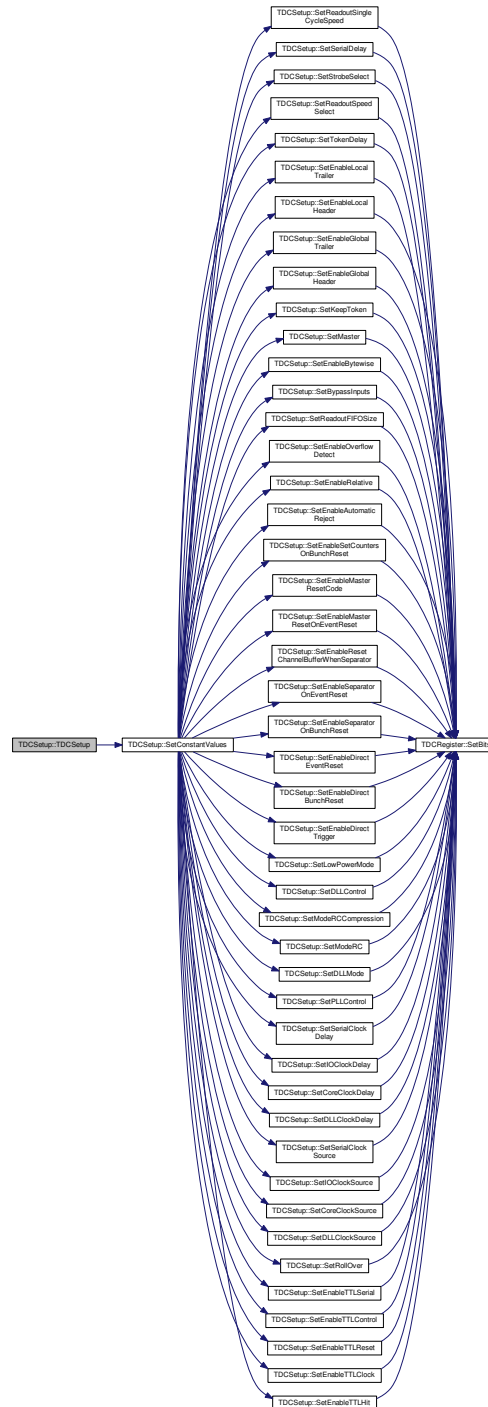 TDCSetup::SetReadoutSingle
CycleSpeed
TDCSetup::SetSerialDelay
TDCSetup::SetStrobeSelect
TDCSetup::SetReadoutSpeed
Select
TDCSetup::SetTokenDelay
TDCSetup::SetEnableLocal
Trailer
TDCSetup::SetEnableLocal
Header
TDCSetup::SetEnableGlobal
Trailer
TDCSetup::SetEnableGlobal
Header
TDCSetup::SetKeepToken
TDCSetup::SetMaster
TDCSetup::SetEnableBytewise
TDCSetup::SetBypassInputs
TDCSetup::SetReadoutFIFOSize
TDCSetup::SetEnableOverflow
Detect
TDCSetup::SetEnableRelative
TDCSetup::SetEnableAutomatic
Reject
TDCSetup::SetEnableSetCounters
OnBunchReset
TDCSetup::SetEnableMaster
ResetCode
TDCSetup::SetEnableMaster
ResetOnEventReset
TDCSetup::SetEnableReset
ChannelBufferWhenSeparator
TDCSetup::SetEnableSeparator
OnEventReset
TDCSetup::SetEnableSeparator
OnBunchReset
TDCSetup::TDCSetup
TDCSetup::SetConstantValues
TDCRegister::SetBits
TDCSetup::SetEnableDirect
EventReset
TDCSetup::SetEnableDirect
BunchReset
TDCSetup::SetEnableDirect
Trigger
TDCSetup::SetLowPowerMode
TDCSetup::SetDLLControl
TDCSetup::SetModeRCCompression
TDCSetup::SetModeRC
TDCSetup::SetDLLMode
TDCSetup::SetPLLControl
TDCSetup::SetSerialClock
Delay
TDCSetup::SetIOClockDelay
TDCSetup::SetCoreClockDelay
TDCSetup::SetDLLClockDelay
TDCSetup::SetSerialClock
Source
TDCSetup::SetIOClockSource
TDCSetup::SetCoreClockSource
TDCSetup::SetDLLClockSource
TDCSetup::SetRollOver
TDCSetup::SetEnableTTLSerial
TDCSetup::SetEnableTTLControl
TDCSetup::SetEnableTTLReset
TDCSetup::SetEnableTTLClock
TDCSetup::SetEnableTTLHit